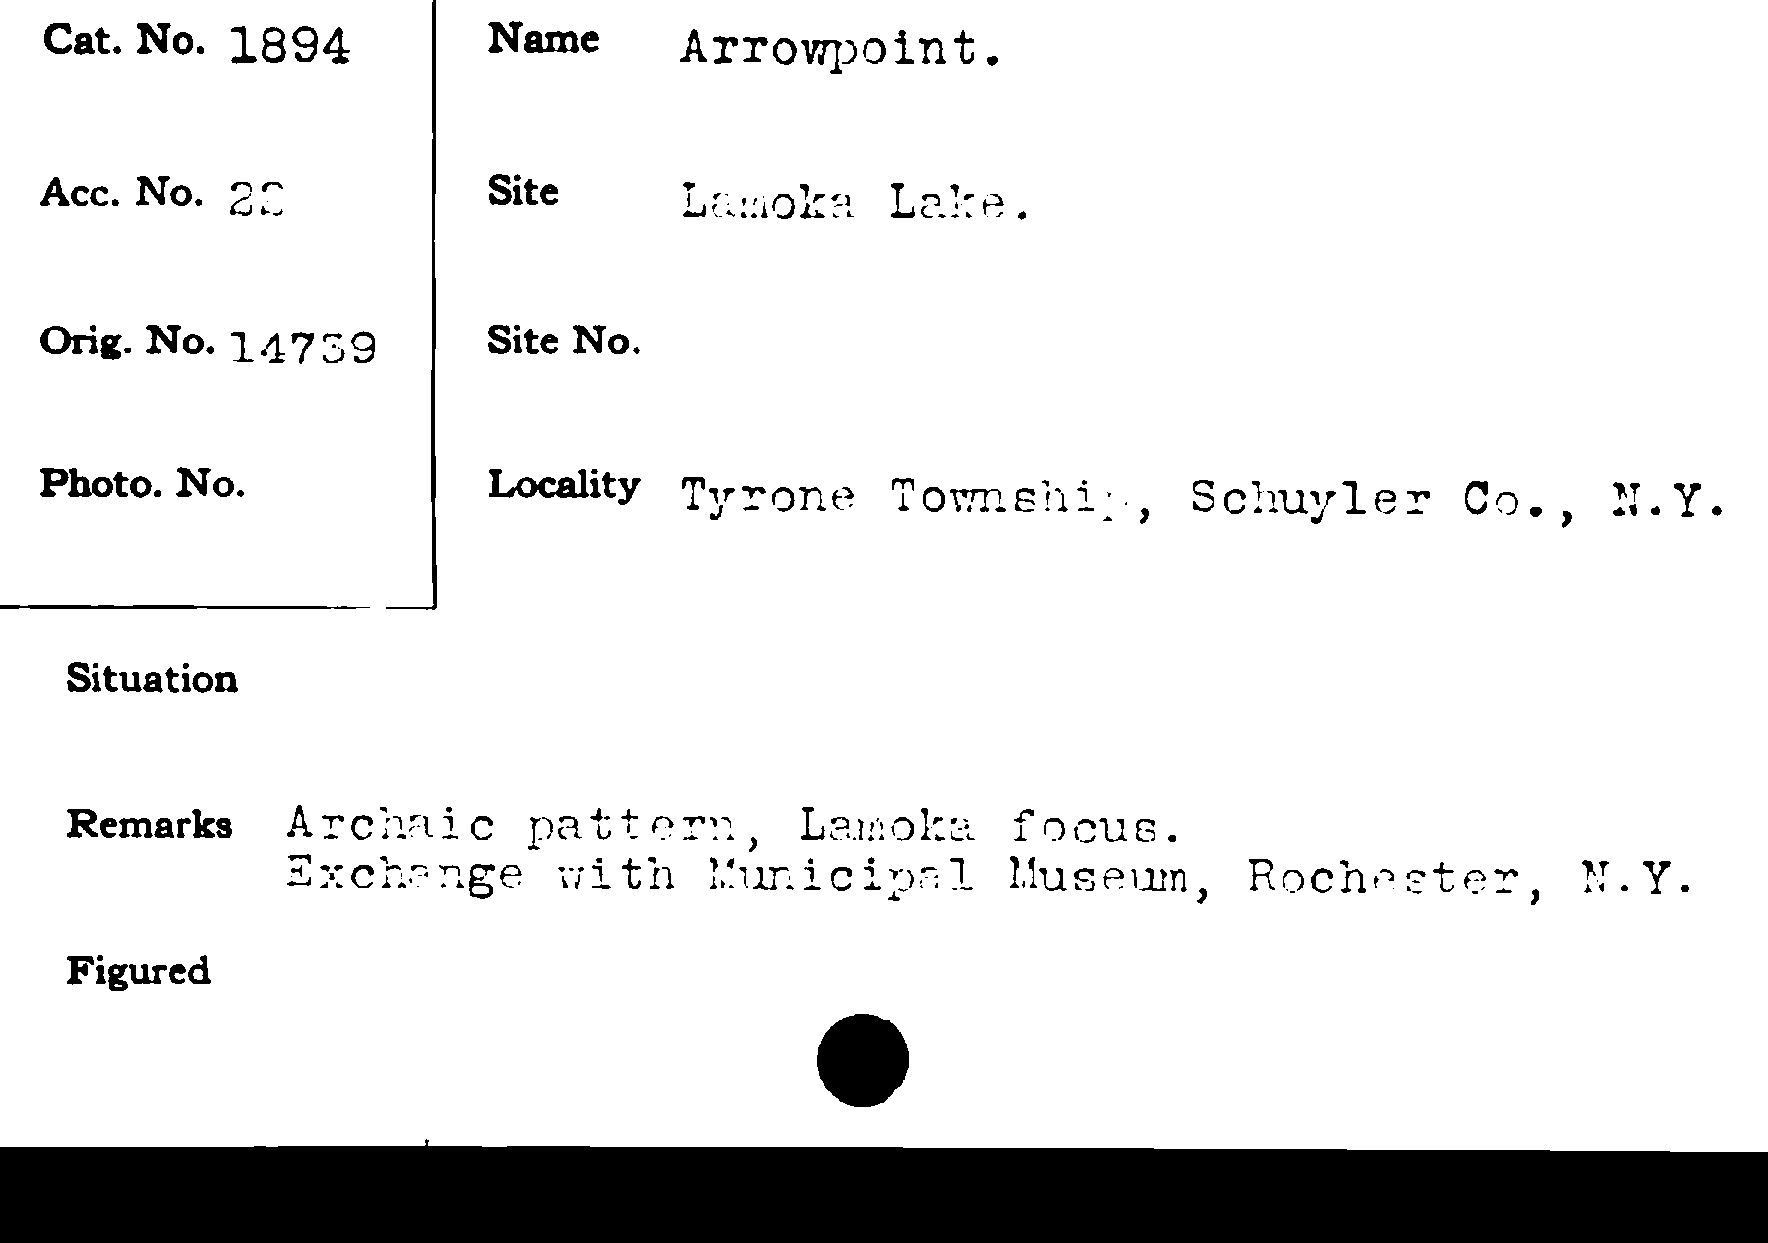 Cat. No. 1894
Name Arrowpoint.
Acc. No.
Site Lamoka Lake.
Orig. No. 14739
Site No.
Photo. No.
Locality Tyrone Township, Schuyler Co., N.Y.
Situation
Remarks Archaic pattern, Lamoka focus.
Exchange with Municipal Museum, Rochester, N.Y.
Figured